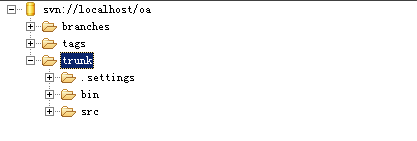 svn://localhost/oa
branches
tags
trunk
.settings
bin
src